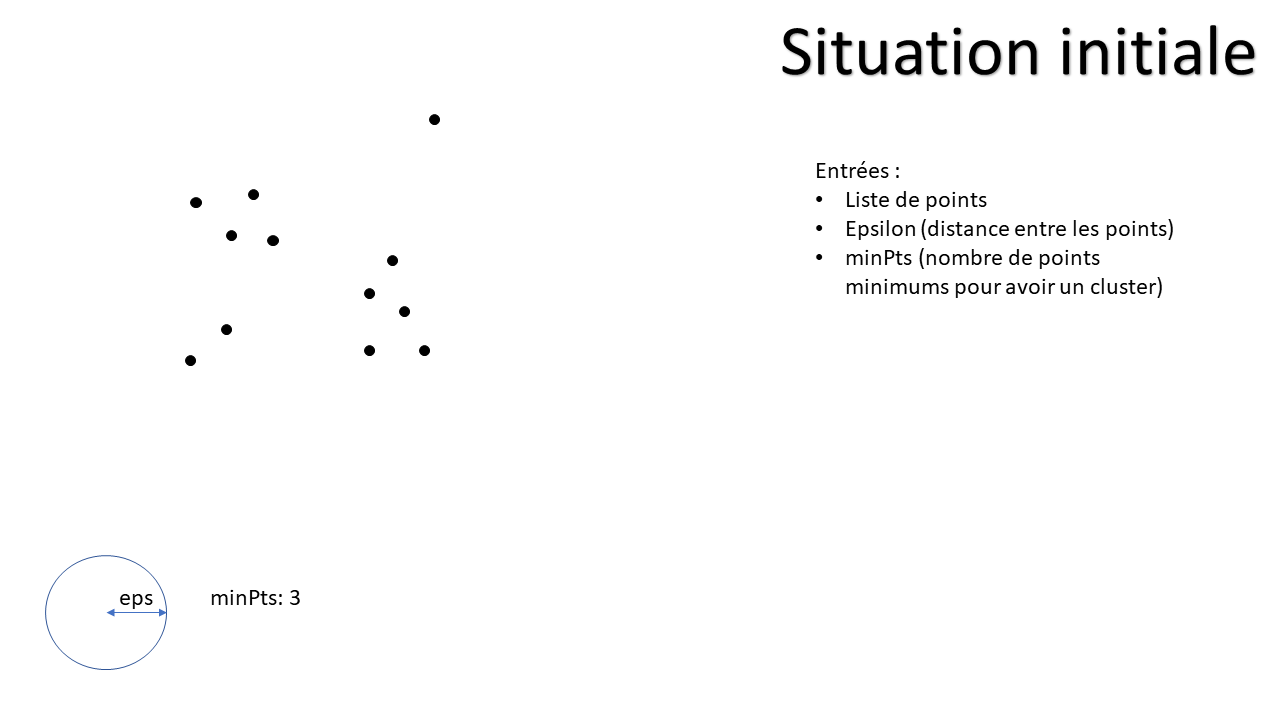 Situation initiale
Entrées :
• Liste de points
• Epsilon (distance entre les points)
• minPts (nombre de points
minimums pour avoir un cluster)
eps
minPts: 3